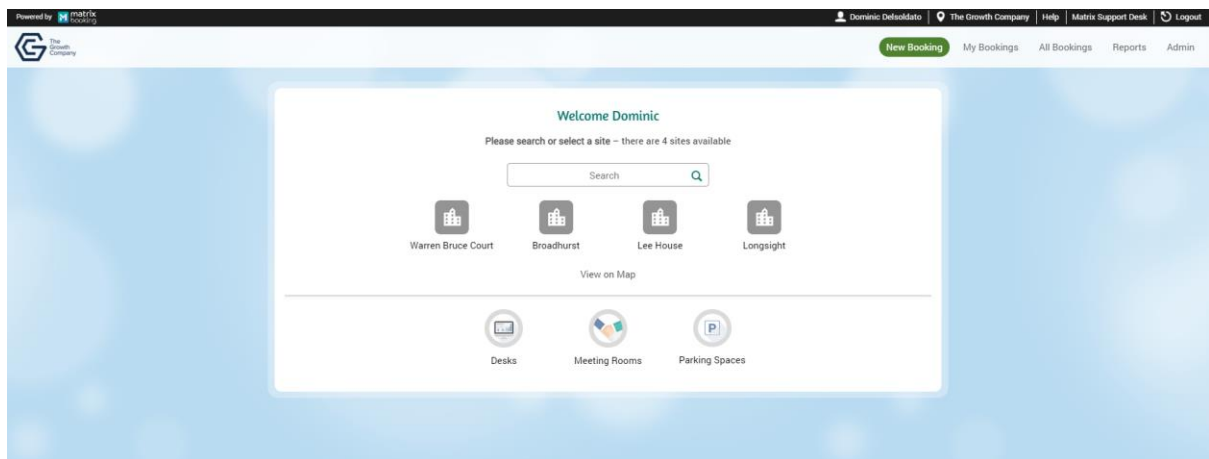 Powered by matrix booking
Dominic Delsoldato | The Growth Company | Help | Matrix Support Desk | Logout
The Growth Company
New Booking My Bookings All Bookings Reports Admin
Welcome Dominic
Please search or select a site – there are 4 sites available
Search
Warren Bruce Court Broadhurst Lee House Longsight
View on Map
P
Desks Meeting Rooms Parking Spaces